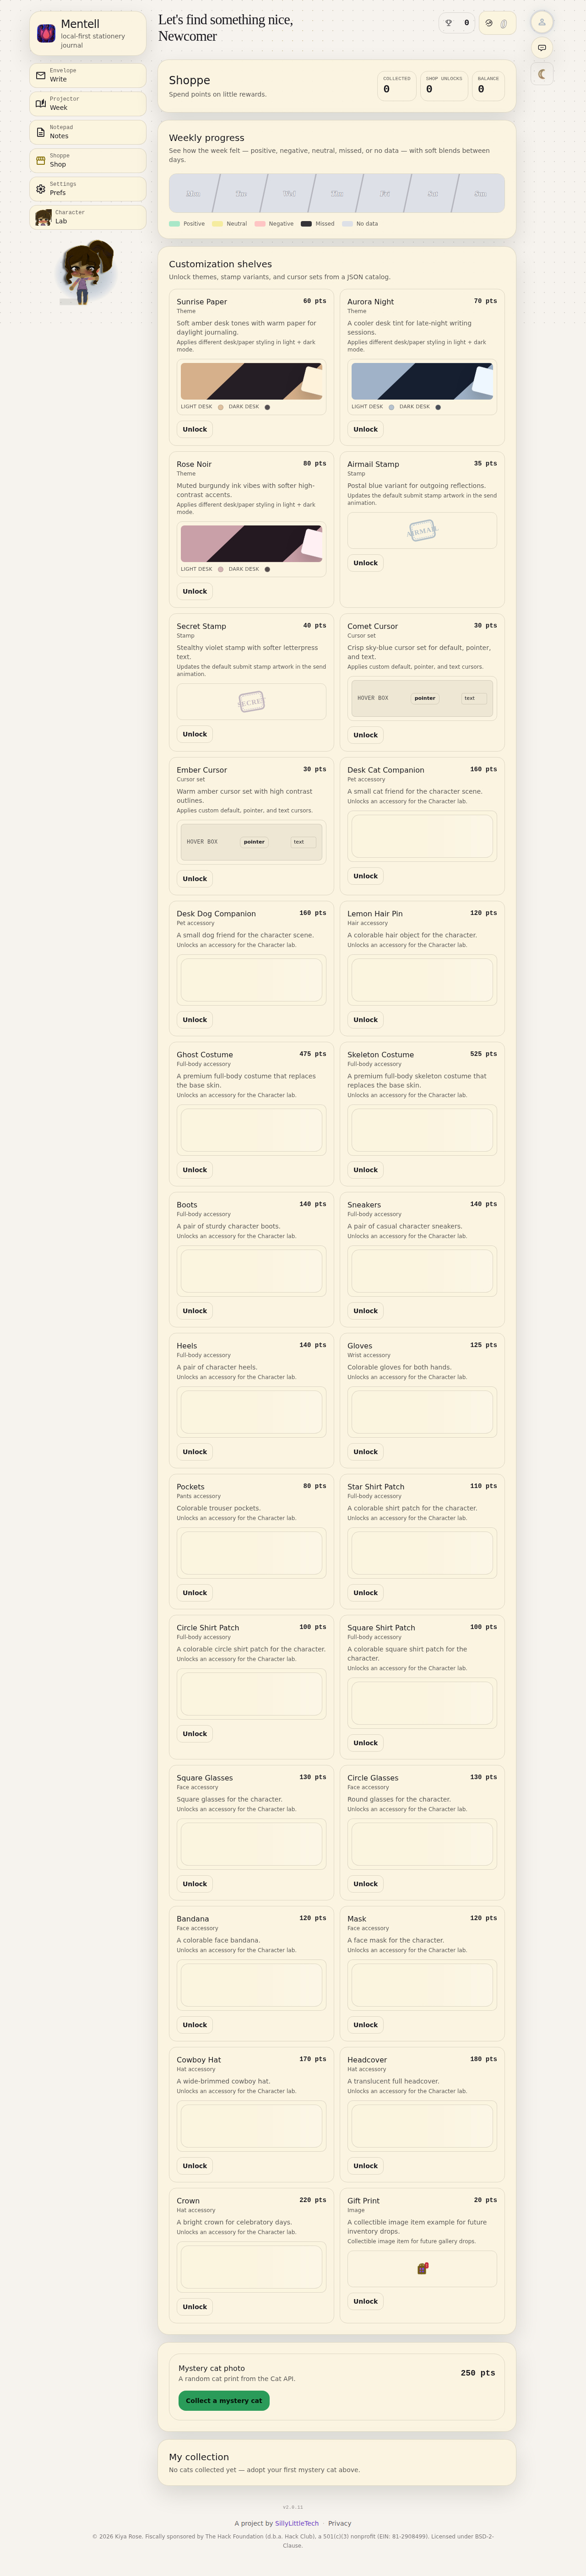 Mentell
local-first stationery
journal
Envelope
Write
Projector
Week
Notepad
Notes
Shoppe
Shop
Settings
Prefs
Character
Lab
Let's find something nice,
Newcomer
0
0
Shoppe
Spend points on little rewards.
COLLECTED
0
SHOP UNLOCKS
0
BALANCE
0
Weekly progress
See how the week felt — positive, negative, neutral, missed, or no data — with soft blends between
days.
Mon
Tue
Wed
Thu
Fri
Sat
Sun
Positive
Neutral
Negative
Missed
No data
Customization shelves
Unlock themes, stamp variants, and cursor sets from a JSON catalog.
Sunrise Paper
60 pts
Theme
Soft amber desk tones with warm paper for
daylight journaling.
Applies different desk/paper styling in light + dark
mode.
LIGHT DESK
DARK DESK
Unlock
Aurora Night
70 pts
Theme
A cooler desk tint for late-night writing
sessions.
Applies different desk/paper styling in light + dark
mode.
LIGHT DESK
DARK DESK
Unlock
Rose Noir
80 pts
Theme
Muted burgundy ink vibes with softer high-
contrast accents.
Applies different desk/paper styling in light + dark
mode.
LIGHT DESK
DARK DESK
Unlock
Airmail Stamp
35 pts
Stamp
Postal blue variant for outgoing reflections.
Updates the default submit stamp artwork in the send
animation.
AIRMAIL
Unlock
Secret Stamp
40 pts
Stamp
Stealthy violet stamp with softer letterpress
text.
Updates the default submit stamp artwork in the send
animation.
SECRET
Unlock
Comet Cursor
30 pts
Cursor set
Crisp sky-blue cursor set for default, pointer,
and text.
Applies custom default, pointer, and text cursors.
HOVER BOX
pointer
text
Unlock
Ember Cursor
30 pts
Cursor set
Warm amber cursor set with high contrast
outlines.
Applies custom default, pointer, and text cursors.
HOVER BOX
pointer
text
Unlock
Desk Cat Companion
160 pts
Pet accessory
A small cat friend for the character scene.
Unlocks an accessory for the Character lab.
Unlock
Desk Dog Companion
160 pts
Pet accessory
A small dog friend for the character scene.
Unlocks an accessory for the Character lab.
Unlock
Lemon Hair Pin
120 pts
Hair accessory
A colorable hair object for the character.
Unlocks an accessory for the Character lab.
Unlock
Ghost Costume
475 pts
Full-body accessory
A premium full-body costume that replaces
the base skin.
Unlocks an accessory for the Character lab.
Unlock
Skeleton Costume
525 pts
Full-body accessory
A premium full-body skeleton costume that
replaces the base skin.
Unlocks an accessory for the Character lab.
Unlock
Boots
140 pts
Full-body accessory
A pair of sturdy character boots.
Unlocks an accessory for the Character lab.
Unlock
Sneakers
140 pts
Full-body accessory
A pair of casual character sneakers.
Unlocks an accessory for the Character lab.
Unlock
Heels
140 pts
Full-body accessory
A pair of character heels.
Unlocks an accessory for the Character lab.
Unlock
Gloves
125 pts
Wrist accessory
Colorable gloves for both hands.
Unlocks an accessory for the Character lab.
Unlock
Pockets
80 pts
Pants accessory
Colorable trouser pockets.
Unlocks an accessory for the Character lab.
Unlock
Star Shirt Patch
110 pts
Full-body accessory
A colorable shirt patch for the character.
Unlocks an accessory for the Character lab.
Unlock
Circle Shirt Patch
100 pts
Full-body accessory
A colorable circle shirt patch for the character.
Unlocks an accessory for the Character lab.
Unlock
Square Shirt Patch
100 pts
Full-body accessory
A colorable square shirt patch for the
character.
Unlocks an accessory for the Character lab.
Unlock
Square Glasses
130 pts
Face accessory
Square glasses for the character.
Unlocks an accessory for the Character lab.
Unlock
Circle Glasses
130 pts
Face accessory
Round glasses for the character.
Unlocks an accessory for the Character lab.
Unlock
Bandana
120 pts
Face accessory
A colorable face bandana.
Unlocks an accessory for the Character lab.
Unlock
Mask
120 pts
Face accessory
A face mask for the character.
Unlocks an accessory for the Character lab.
Unlock
Cowboy Hat
170 pts
Hat accessory
A wide-brimmed cowboy hat.
Unlocks an accessory for the Character lab.
Unlock
Headcover
180 pts
Hat accessory
A translucent full headcover.
Unlocks an accessory for the Character lab.
Unlock
Crown
220 pts
Hat accessory
A bright crown for celebratory days.
Unlocks an accessory for the Character lab.
Unlock
Gift Print
20 pts
Image
A collectible image item example for future
inventory drops.
Collectible image item for future gallery drops.
Unlock
Mystery cat photo
A random cat print from the Cat API.
250 pts
Collect a mystery cat
My collection
No cats collected yet — adopt your first mystery cat above.
v2.0.11
A project by SillyLittleTech · Privacy
© 2026 Kiya Rose. Fiscally sponsored by The Hack Foundation (d.b.a. Hack Club), a 501(c)(3) nonprofit (EIN: 81-2908499). Licensed under BSD-2-
Clause.